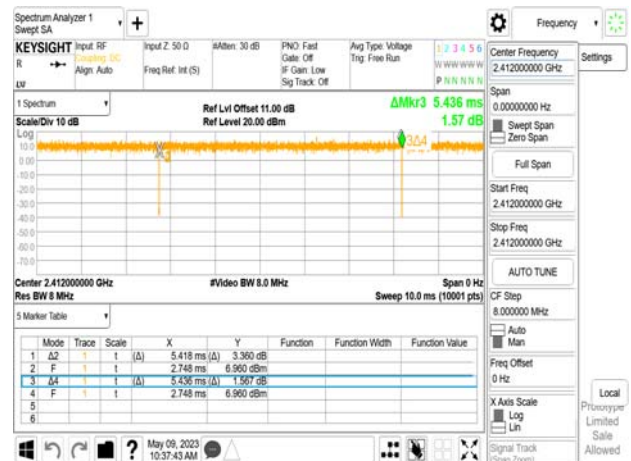 Spectrum Analyzer 1
Swept SA
Frequency
KEYSIGHT
R
LVI
Input: RF
Coupling: DC
Align: Auto
Input Z: 50 Ω
Freq Ref: Int (S)
#Atten: 30 dB
PNO: Fast
Gate: Off
IF Gain: Low
Sig Track: Off
Avg Type: Voltage
Trig: Free Run
1 2 3 4 5 6
W WW WW W
P N N N N N
1 Spectrum
Scale/Div 10 dB
Log
Ref Lvl Offset 11.00 dB
Ref Level 20.00 dBm
ΔMkr3 5.436 ms
1.57 dB
3Δ4
10.0
0.00
-10.0
-20.0
-30.0
-40.0
-50.0
-60.0
-70.0
Center 2.412000000 GHz
Res BW 8 MHz
#Video BW 8.0 MHz
Span 0 Hz
Sweep 10.0 ms (10001 pts)
5 Marker Table
Mode Trace Scale X Y Function Function Width Function Value
1 Δ2 1 t (Δ) 5.418 ms (Δ) 3.360 dB
2 F 1 t 2.748 ms 6.960 dBm
3 Δ4 1 t (Δ) 5.436 ms (Δ) 1.567 dB
4 F 1 t 2.748 ms 6.960 dBm
5
6
May 09, 2023
10:37:43 AM
Center Frequency
2.412000000 GHz
Settings
Span
0.00000000 Hz
Swept Span
Zero Span
Full Span
Start Freq
2.412000000 GHz
Stop Freq
2.412000000 GHz
AUTO TUNE
CF Step
8.000000 MHz
Auto
Man
Freq Offset
0 Hz
X Axis Scale
Log
Lin
Signal Track
(Span Zoom)
Local
Prototype
Limited
Sale
Allowed